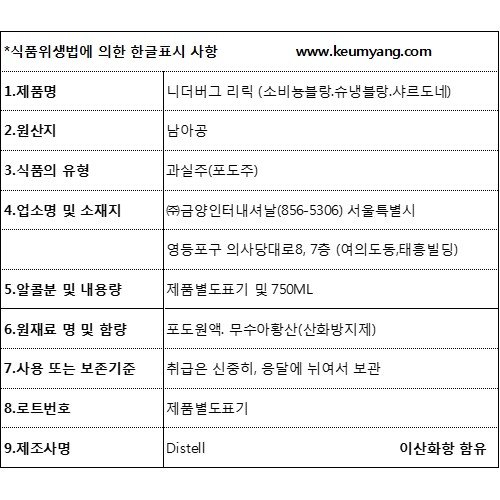 *식품위생법에 의한 한글표시 사항 www.keumyang.com
1.제품명 니더버그 리릭 (소비뇽블랑.슈냉블랑.샤르도네)
2.원산지 남아공
3.식품의 유형 과실주(포도주)
4.업소명 및 소재지 ㈜금양인터내셔날(856-5306) 서울특별시
영등포구 의사당대로8, 7층 (여의도동,태흥빌딩)
5.알콜분 및 내용량 제품별도표기 및 750ML
6.원재료 명 및 함량 포도원액. 무수아황산(산화방지제)
7.사용 또는 보존기준 취급은 신중히, 응달에 뉘여서 보관
8.로트번호 제품별도표기
9.제조사명 Distell 이산화항 함유